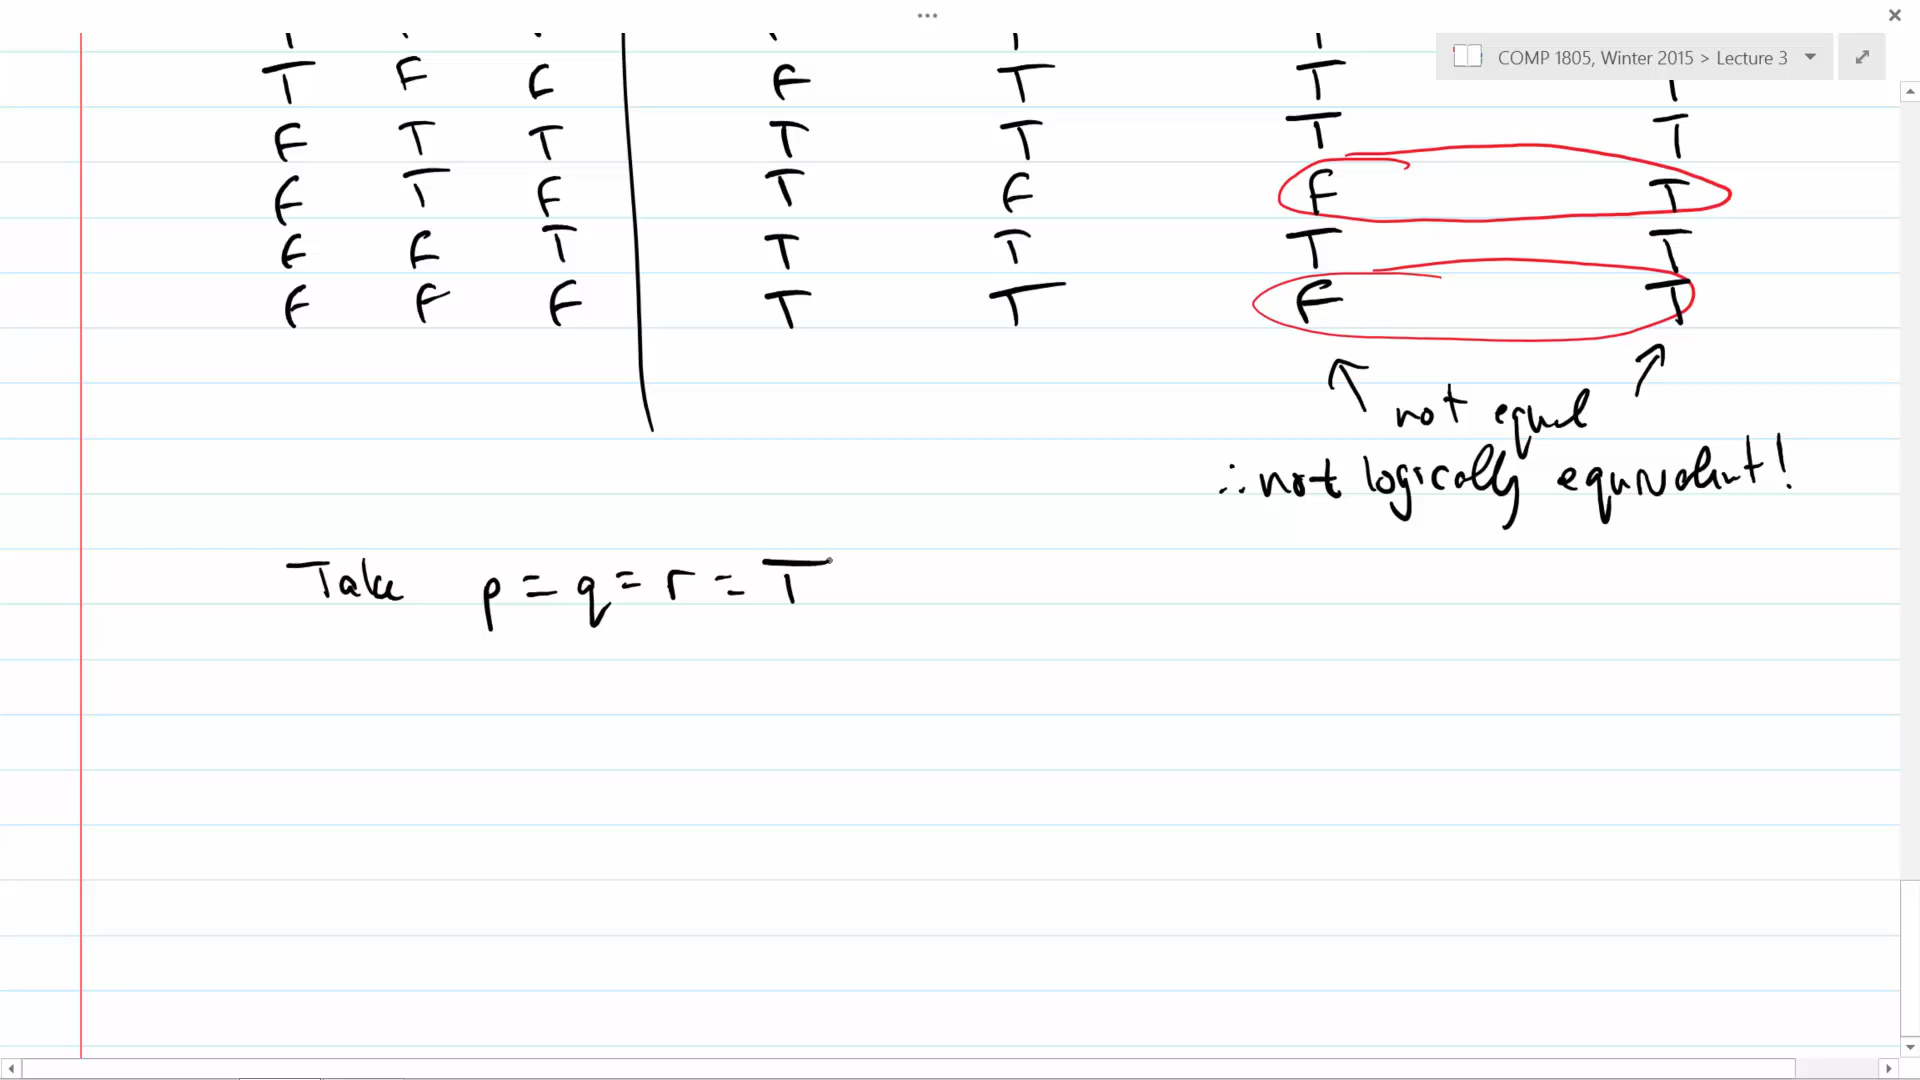 COMP 1805, Winter 2015 > Lecture 3
T F F F T T T
F T T T T T T
F T F T F F T
F F T T T T T
F F F T T F T
not equal
∴ not logically equivalent!
Take p = q = r = T